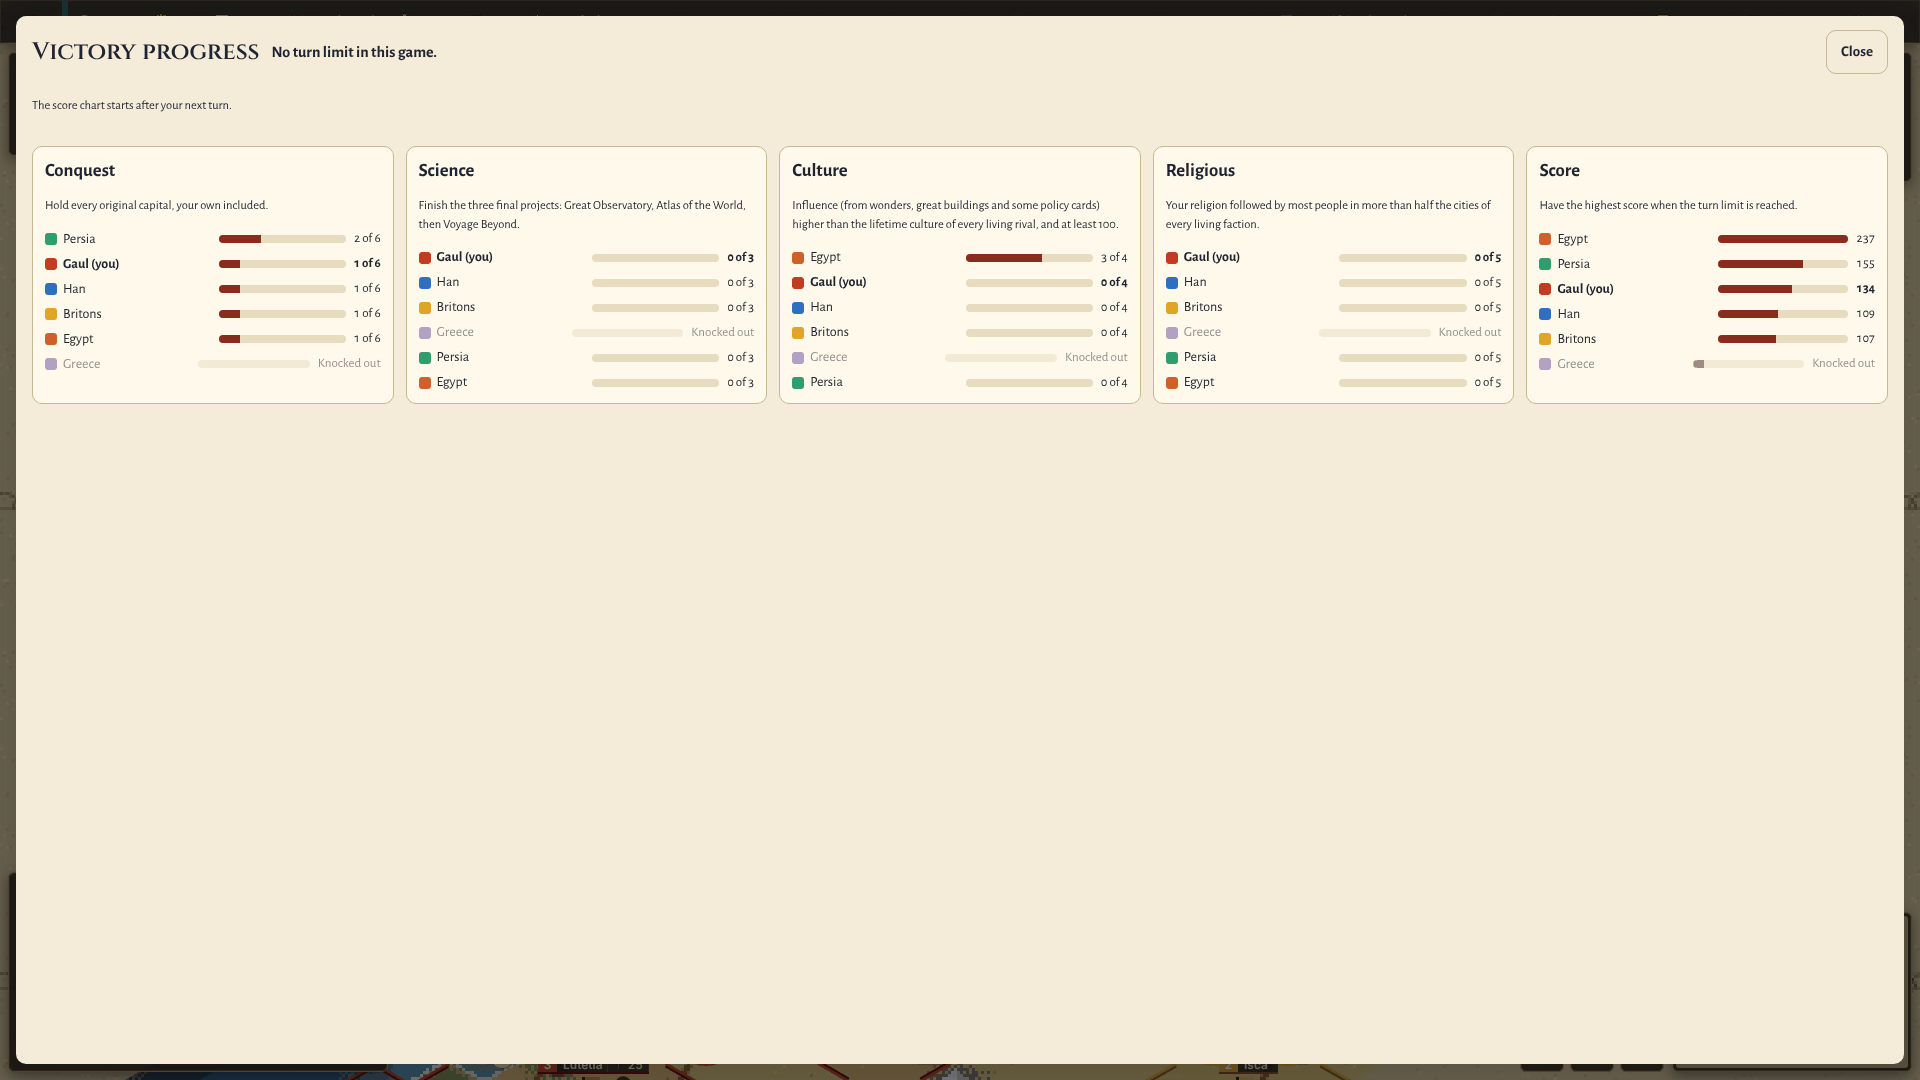 VICTORY PROGRESS No turn limit in this game.
Close
The score chart starts after your next turn.
Conquest
Hold every original capital, your own included.
Persia 2 of 6
Gaul (you) 1 of 6
Han 1 of 6
Britons 1 of 6
Egypt 1 of 6
Greece Knocked out
Science
Finish the three final projects: Great Observatory, Atlas of the World,
then Voyage Beyond.
Gaul (you) 0 of 3
Han 0 of 3
Britons 0 of 3
Greece Knocked out
Persia 0 of 3
Egypt 0 of 3
Culture
Influence (from wonders, great buildings and some policy cards)
higher than the lifetime culture of every living rival, and at least 100.
Egypt 3 of 4
Gaul (you) 0 of 4
Han 0 of 4
Britons 0 of 4
Greece Knocked out
Persia 0 of 4
Religious
Your religion followed by most people in more than half the cities of
every living faction.
Gaul (you) 0 of 5
Han 0 of 5
Britons 0 of 5
Greece Knocked out
Persia 0 of 5
Egypt 0 of 5
Score
Have the highest score when the turn limit is reached.
Egypt 237
Persia 155
Gaul (you) 134
Han 109
Britons 107
Greece Knocked out
3 Lutetia 25
2 Isca